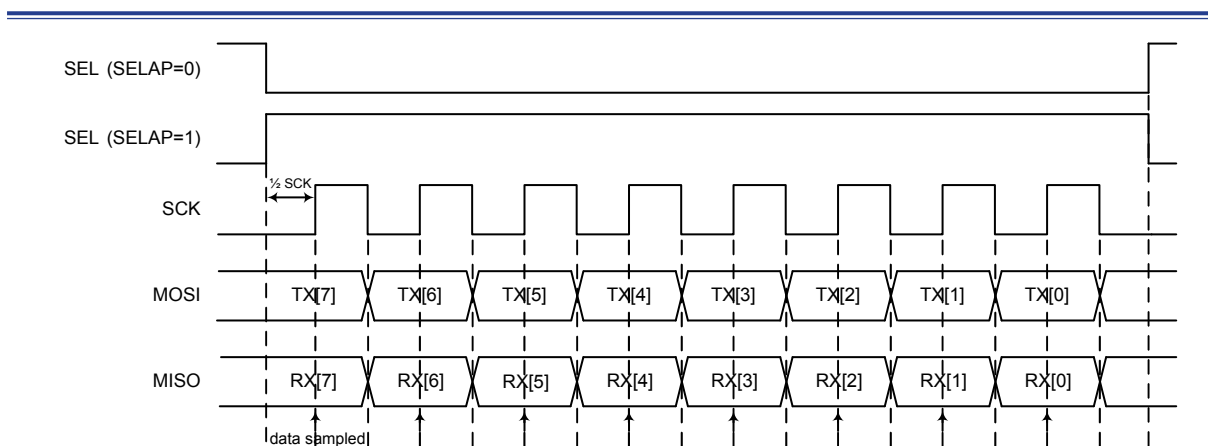 SEL (SELAP=0)
SEL (SELAP=1)
½ SCK
SCK
MOSI TX[7] TX[6] TX[5] TX[4] TX[3] TX[2] TX[1] TX[0]
MISO RX[7] RX[6] RX[5] RX[4] RX[3] RX[2] RX[1] RX[0]
data sampled